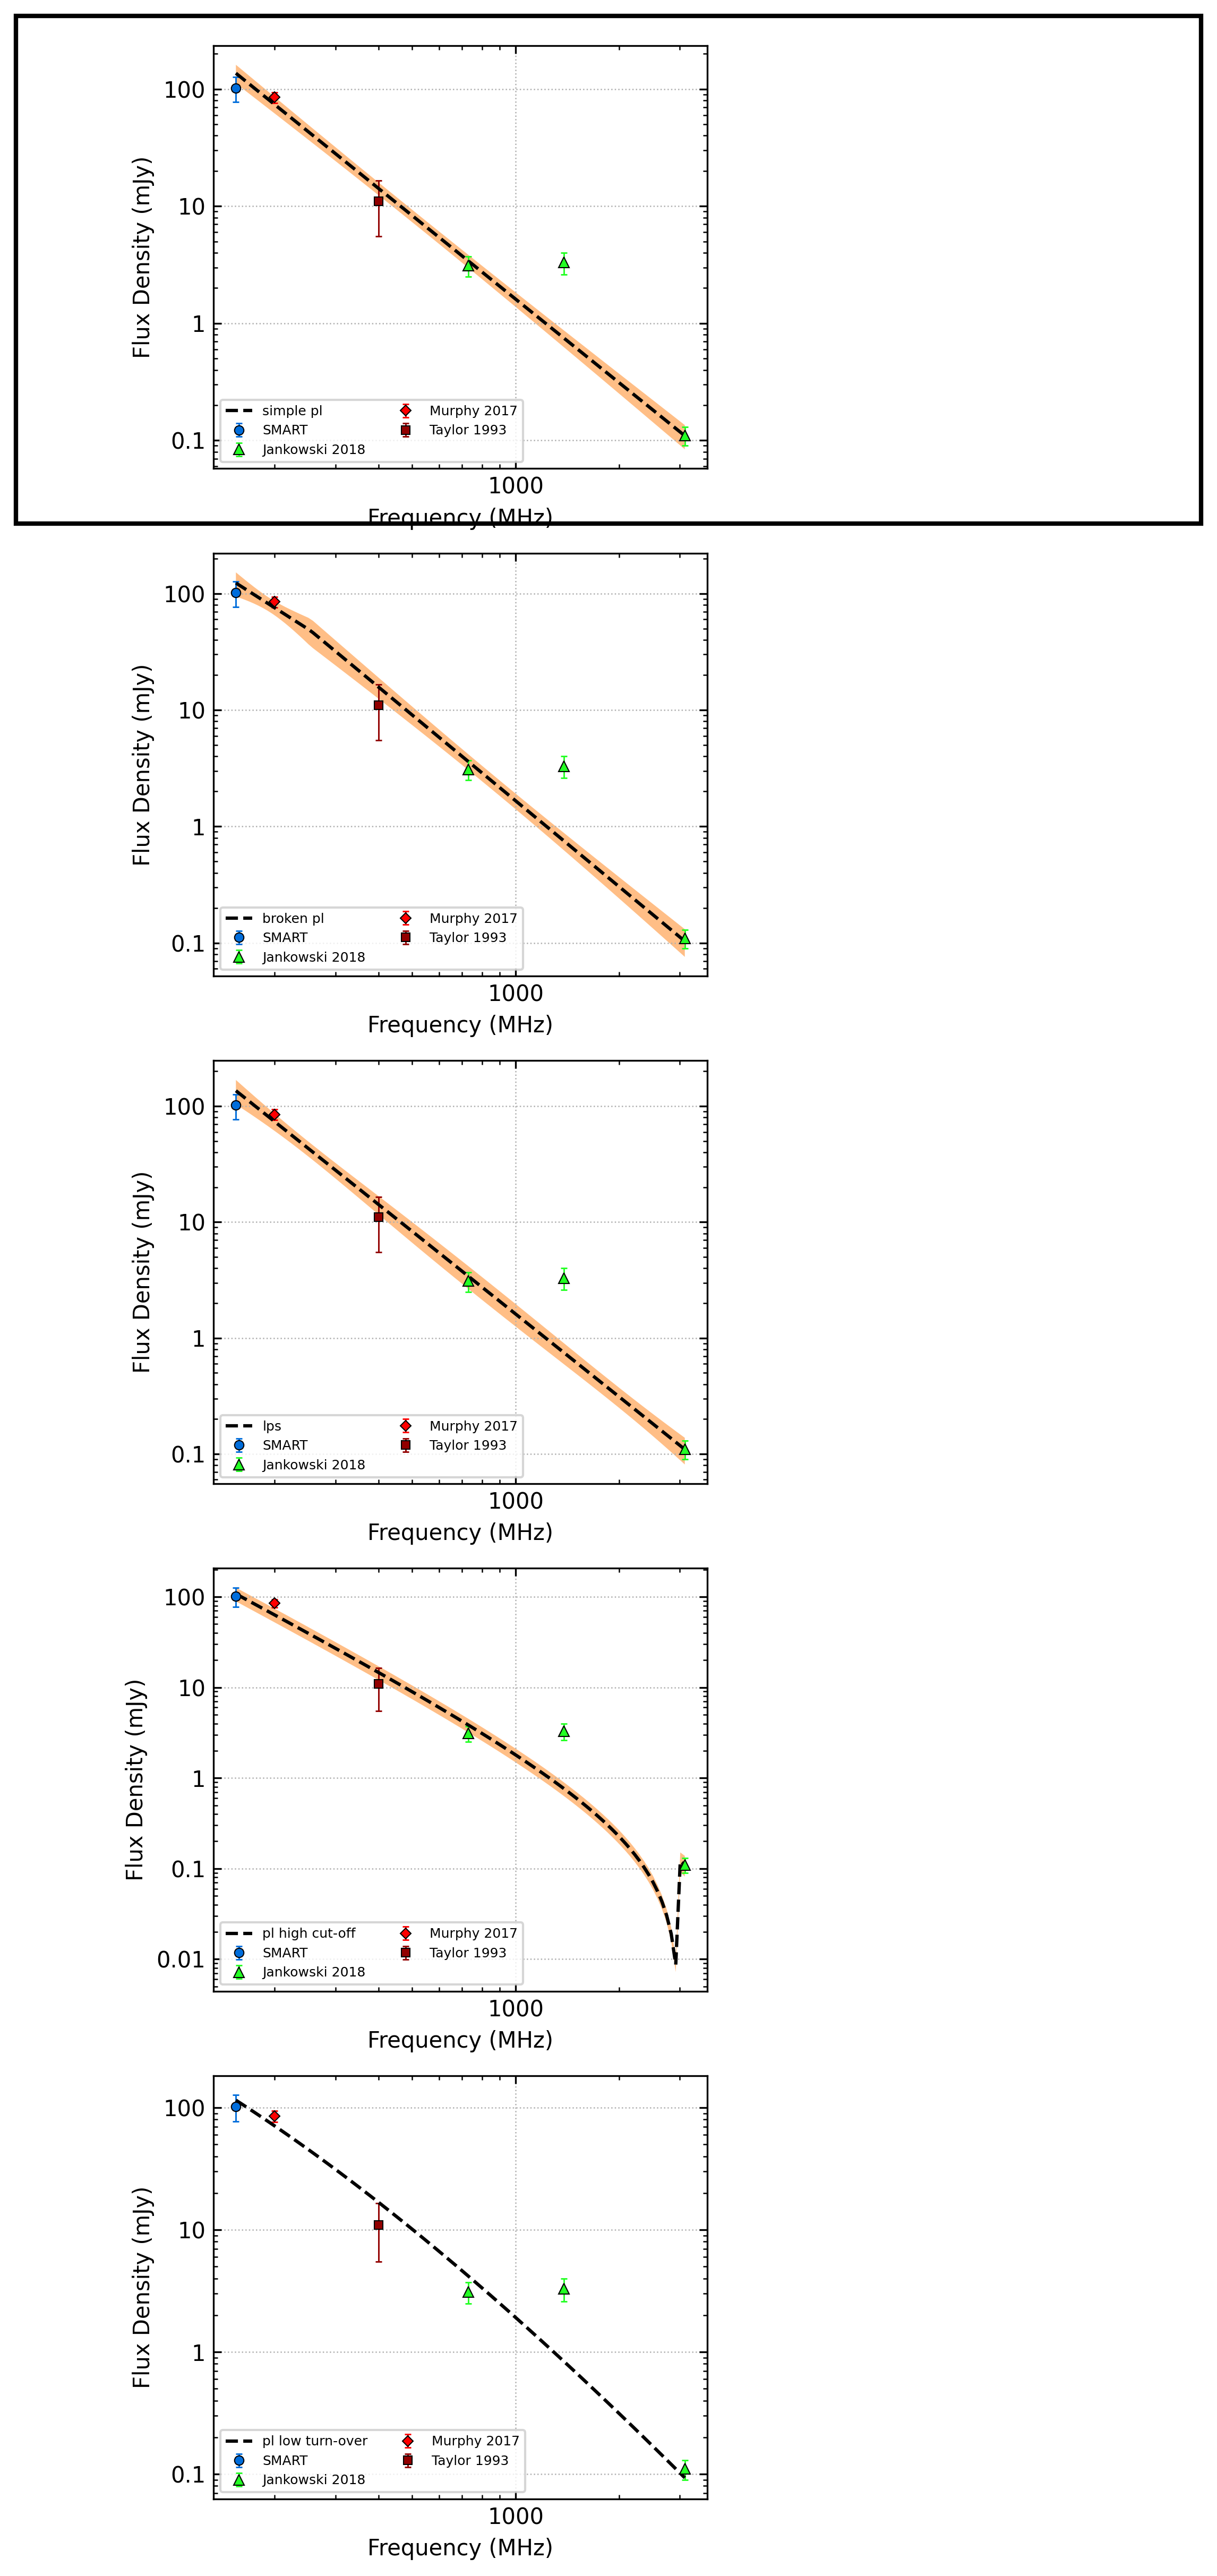 Flux Density (mJy)
100
10
1
0.1
simple pl
SMART
Jankowski 2018
Murphy 2017
Taylor 1993
1000
Frequency (MHz)
Flux Density (mJy)
100
10
1
0.1
broken pl
SMART
Jankowski 2018
Murphy 2017
Taylor 1993
1000
Frequency (MHz)
Flux Density (mJy)
100
10
1
0.1
lps
SMART
Jankowski 2018
Murphy 2017
Taylor 1993
1000
Frequency (MHz)
Flux Density (mJy)
100
10
1
0.1
0.01
pl high cut-off
SMART
Jankowski 2018
Murphy 2017
Taylor 1993
1000
Frequency (MHz)
Flux Density (mJy)
100
10
1
0.1
pl low turn-over
SMART
Jankowski 2018
Murphy 2017
Taylor 1993
1000
Frequency (MHz)